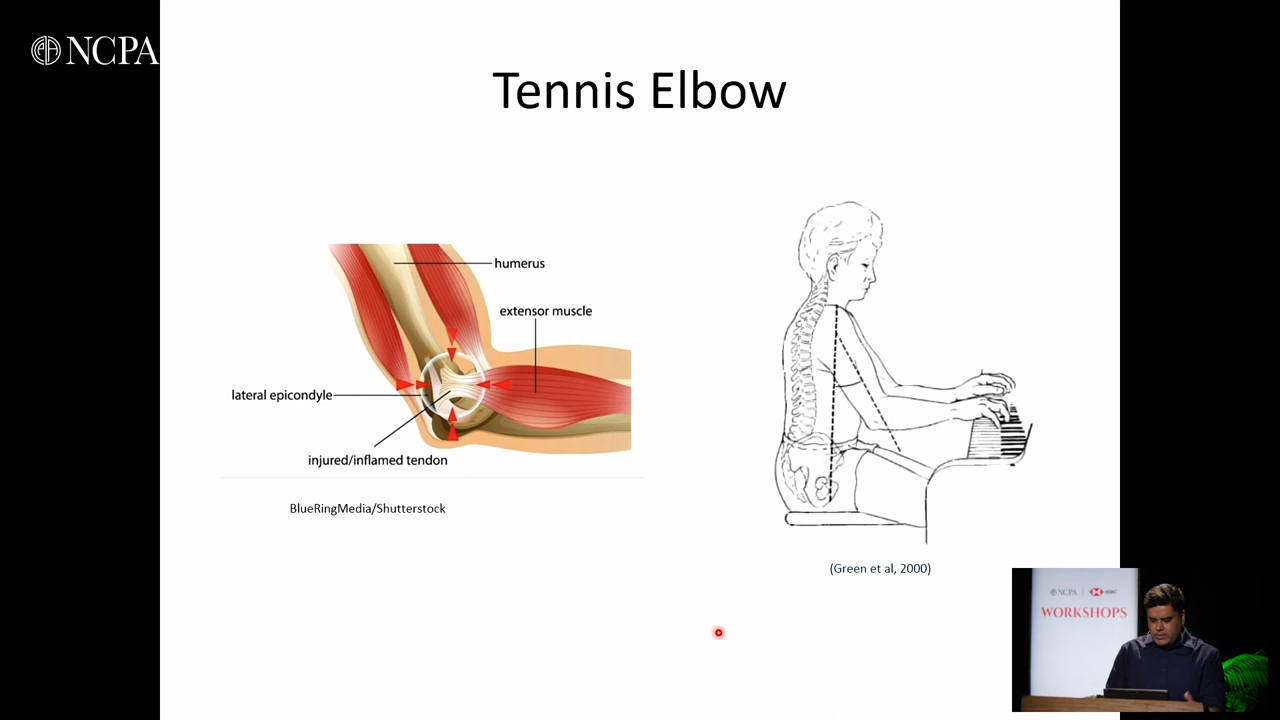 NCPA
Tennis Elbow
humerus
extensor muscle
lateral epicondyle
injured/inflamed tendon
BlueRingMedia/Shutterstock
(Green et al, 2000)
NCPA | HSBC
WORKSHOPS